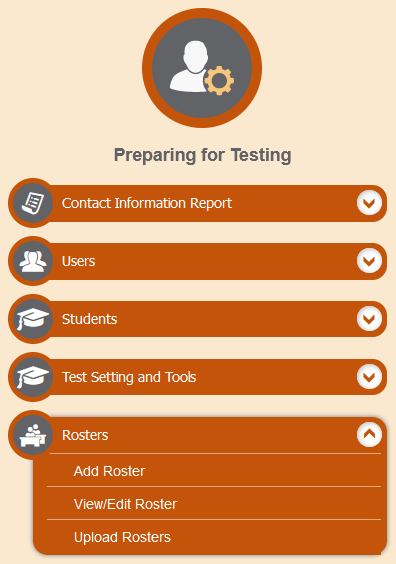 Preparing for Testing
Contact Information Report
Users
Students
Test Setting and Tools
Rosters
Add Roster
View/Edit Roster
Upload Rosters